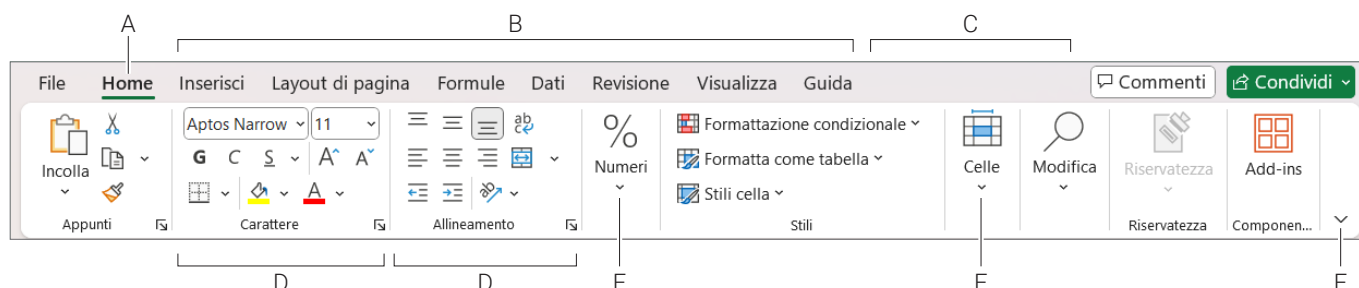 A B C
File Home Inserisci Layout di pagina Formule Dati Revisione Visualizza Guida Commenti Condividi
Aptos Narrow 11 ab Formattazione condizionale
Incolla G C S A A Numeri Formatta come tabella Celle Modifica Riservatezza Add-ins
A Stili cella
Appunti Carattere Allineamento Stili Riservatezza Componen...
D D E E F